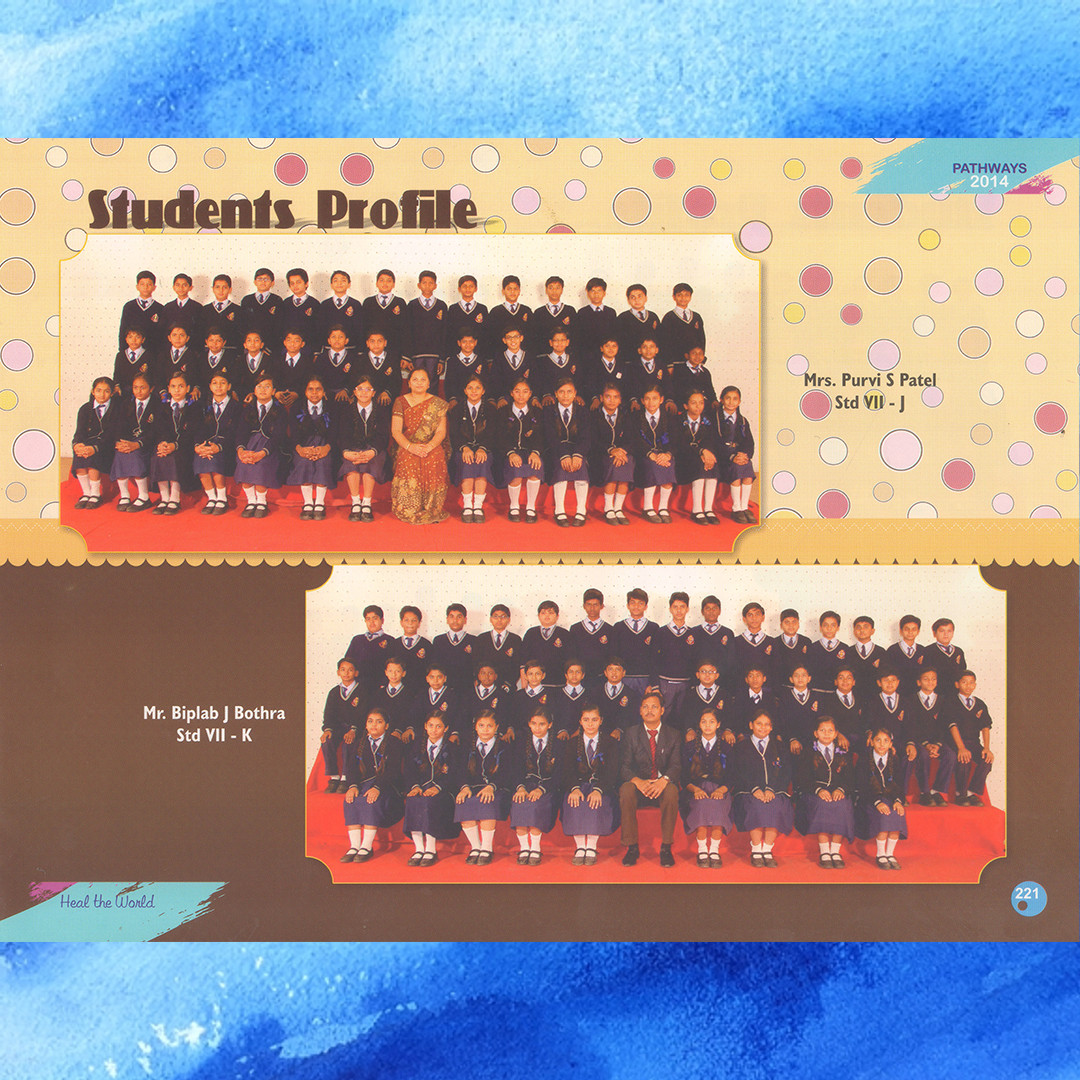 PATHWAYS
2014
Students Profile
Mrs. Purvi S Patel
Std VII - J
Mr. Biplab J Bothra
Std VII - K
Heal the World
221